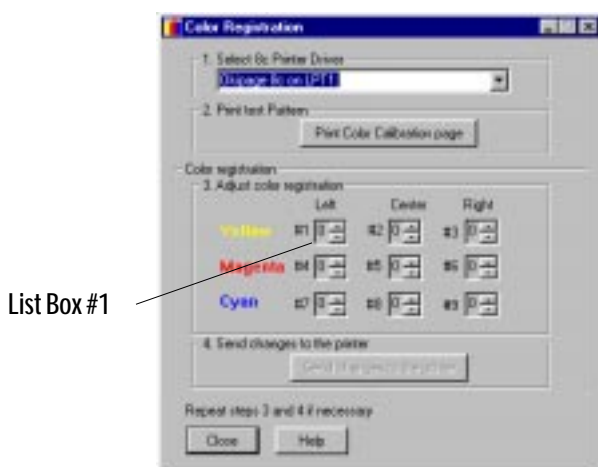 Color Registration
1. Select 8c Printer Driver
Okipage 8c on LPT1:
2. Print test Pattern
Print Color Calibration page
Color registration
3. Adjust color registration
Left Center Right
Yellow #1 0 #2 0 #3 0
Magenta #4 0 #5 0 #6 0
List Box #1
Cyan #7 0 #8 0 #9 0
4. Send changes to the printer
Send changes to the printer
Repeat steps 3 and 4 if necessary
Close Help